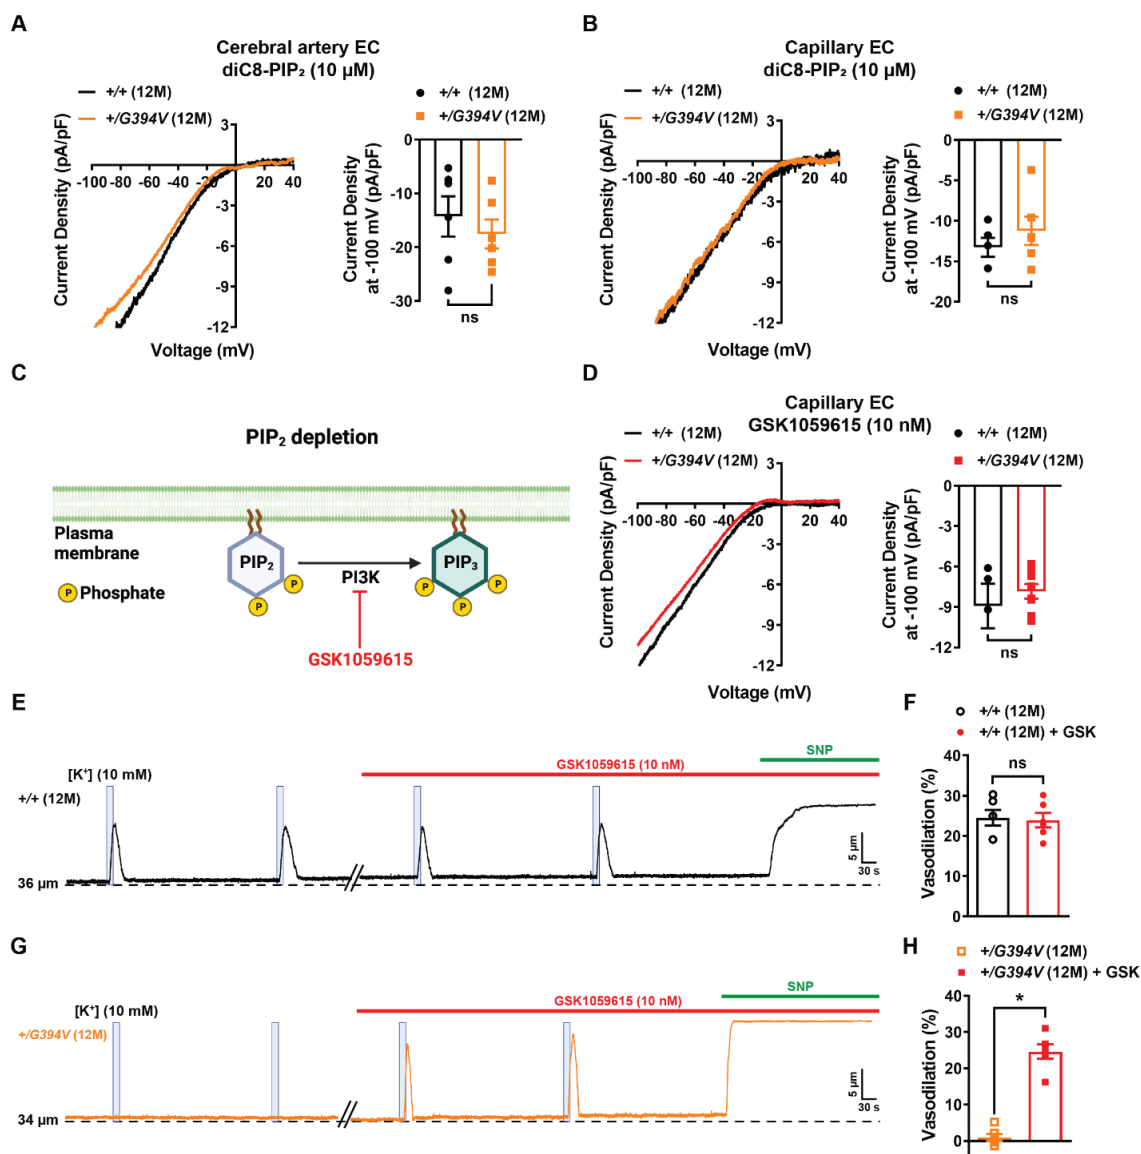 A
Cerebral artery EC
diC8-PIP₂ (10 μM)
+/+ (12M)
+/G394V (12M)
Current Density (pA/pF)
3
-100 -80 -60 -40 -20 0 20 40
-3
-6
-9
-12
Voltage (mV)
+/+ (12M)
+/G394V (12M)
Current Density
at -100 mV (pA/pF)
0
-10
-20
-30
ns
B
Capillary EC
diC8-PIP₂ (10 μM)
+/+ (12M)
+/G394V (12M)
Current Density (pA/pF)
3
-100 -80 -60 -40 -20 0 20 40
-3
-6
-9
-12
Voltage (mV)
+/+ (12M)
+/G394V (12M)
Current Density
at -100 mV (pA/pF)
0
-5
-10
-15
-20
ns
C
PIP₂ depletion
Plasma
membrane
P Phosphate
PIP₂
P
P
PI3K
PIP₃
P
P
P
GSK1059615
D
Capillary EC
GSK1059615 (10 nM)
+/+ (12M)
+/G394V (12M)
Current Density (pA/pF)
3
-100 -80 -60 -40 -20 0 20 40
-3
-6
-9
-12
Voltage (mV)
+/+ (12M)
+/G394V (12M)
Current Density
at -100 mV (pA/pF)
0
-3
-6
-9
-12
ns
E
[K⁺] (10 mM)
+/+ (12M)
36 μm
GSK1059615 (10 nM)
SNP
5 μm
30 s
F
+/+ (12M)
+/+ (12M) + GSK
Vasodilation (%)
40
30
20
10
0
ns
G
[K⁺] (10 mM)
+/G394V (12M)
34 μm
GSK1059615 (10 nM)
SNP
5 μm
30 s
H
+/G394V (12M)
+/G394V (12M) + GSK
Vasodilation (%)
40
30
20
10
0
*